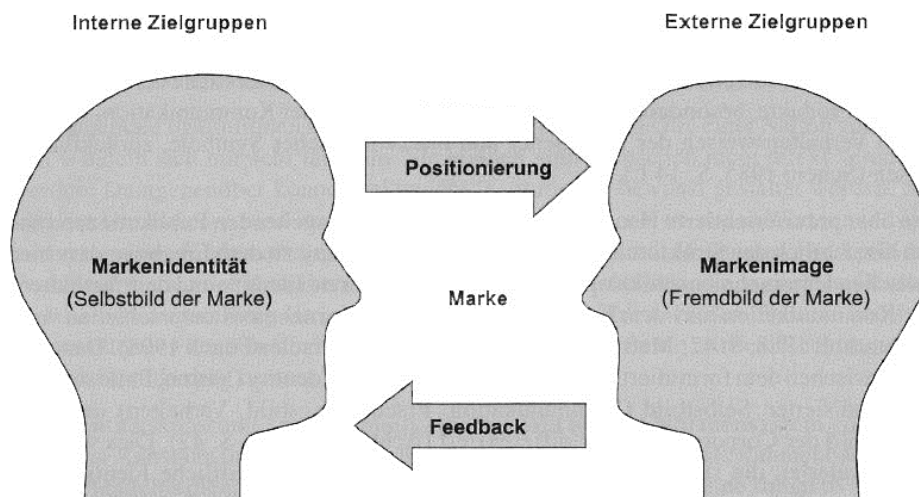 Interne Zielgruppen
Externe Zielgruppen
Positionierung
Markenidentität
(Selbstbild der Marke)
Marke
Markenimage
(Fremdbild der Marke)
Feedback